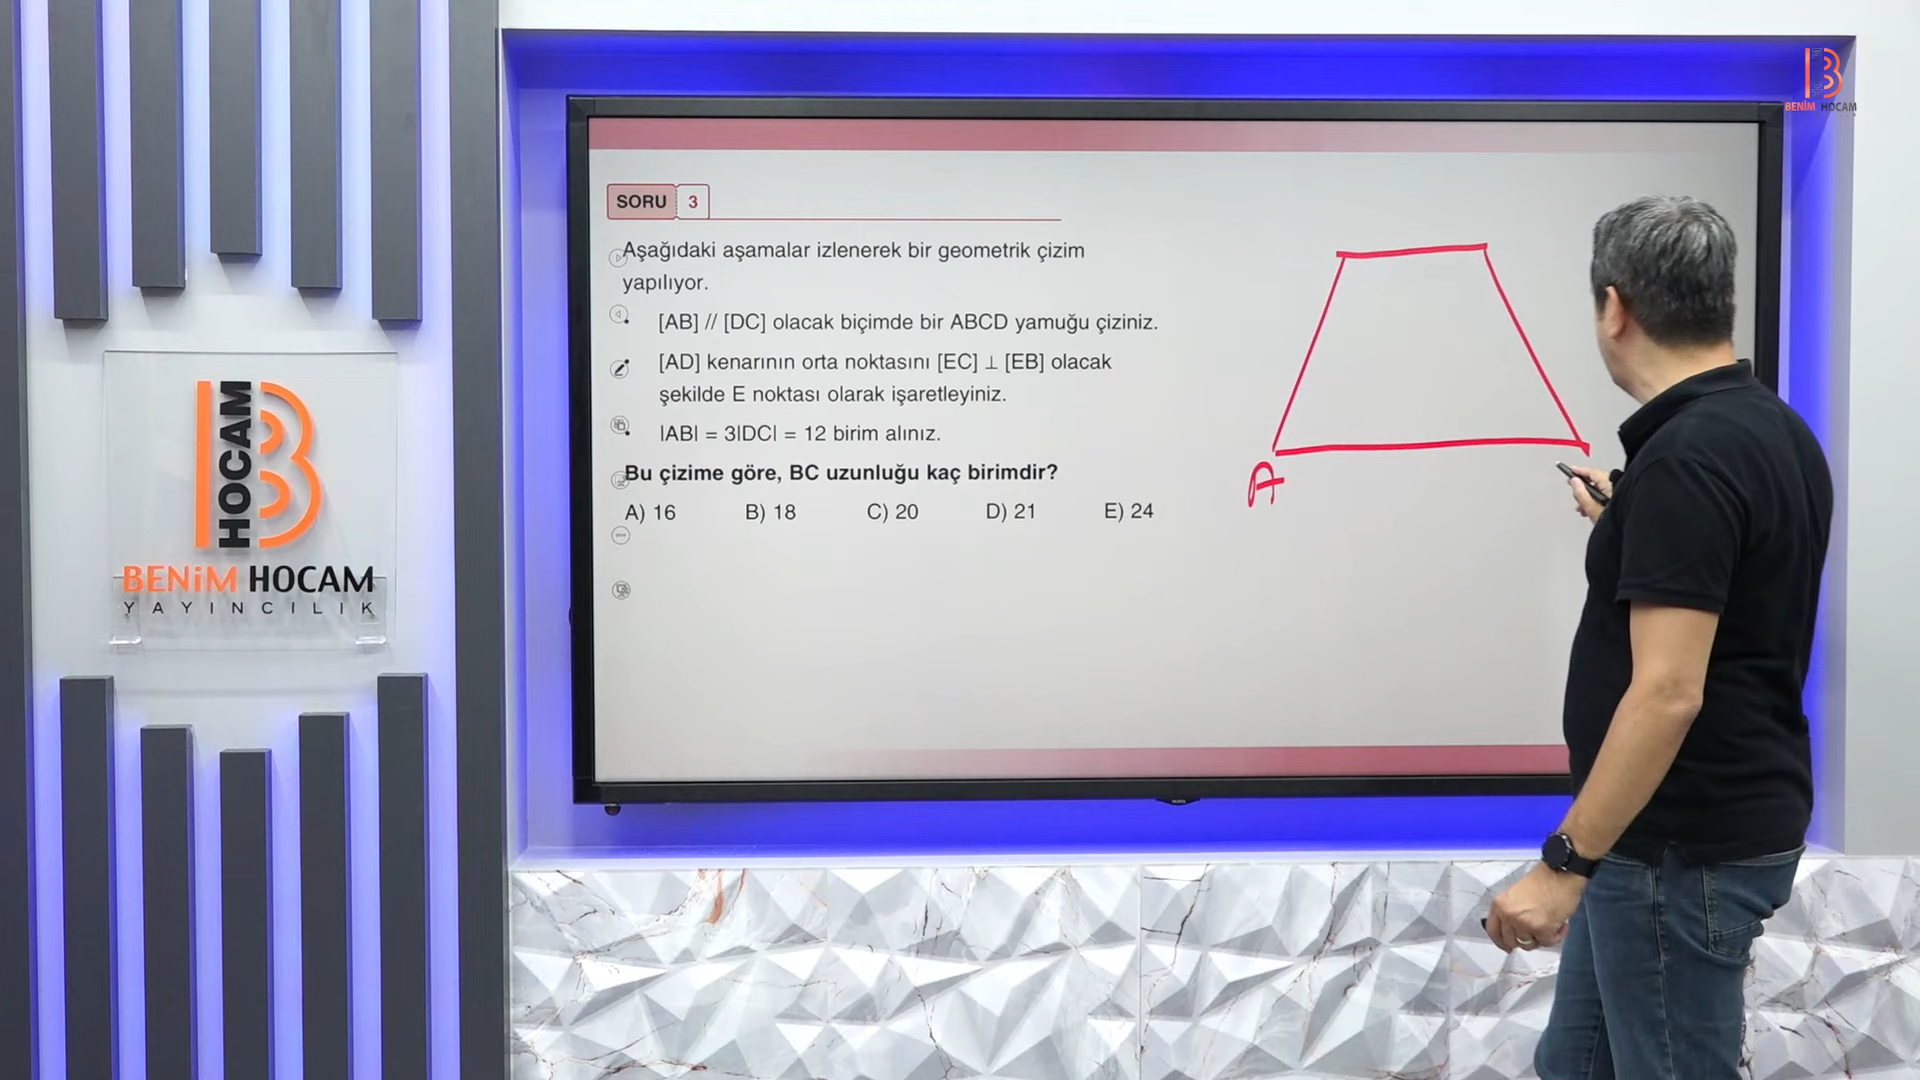 BENİM HOCAM
SORU 3
Aşağıdaki aşamalar izlenerek bir geometrik çizim
yapılıyor.
• [AB] // [DC] olacak biçimde bir ABCD yamuğu çiziniz.
• [AD] kenarının orta noktasını [EC] ⊥ [EB] olacak
şekilde E noktası olarak işaretleyiniz.
• |AB| = 3|DC| = 12 birim alınız.
Bu çizime göre, BC uzunluğu kaç birimdir?
A) 16 B) 18 C) 20 D) 21 E) 24
A
HOCAM
BENiM HOCAM
YAYINCILIK